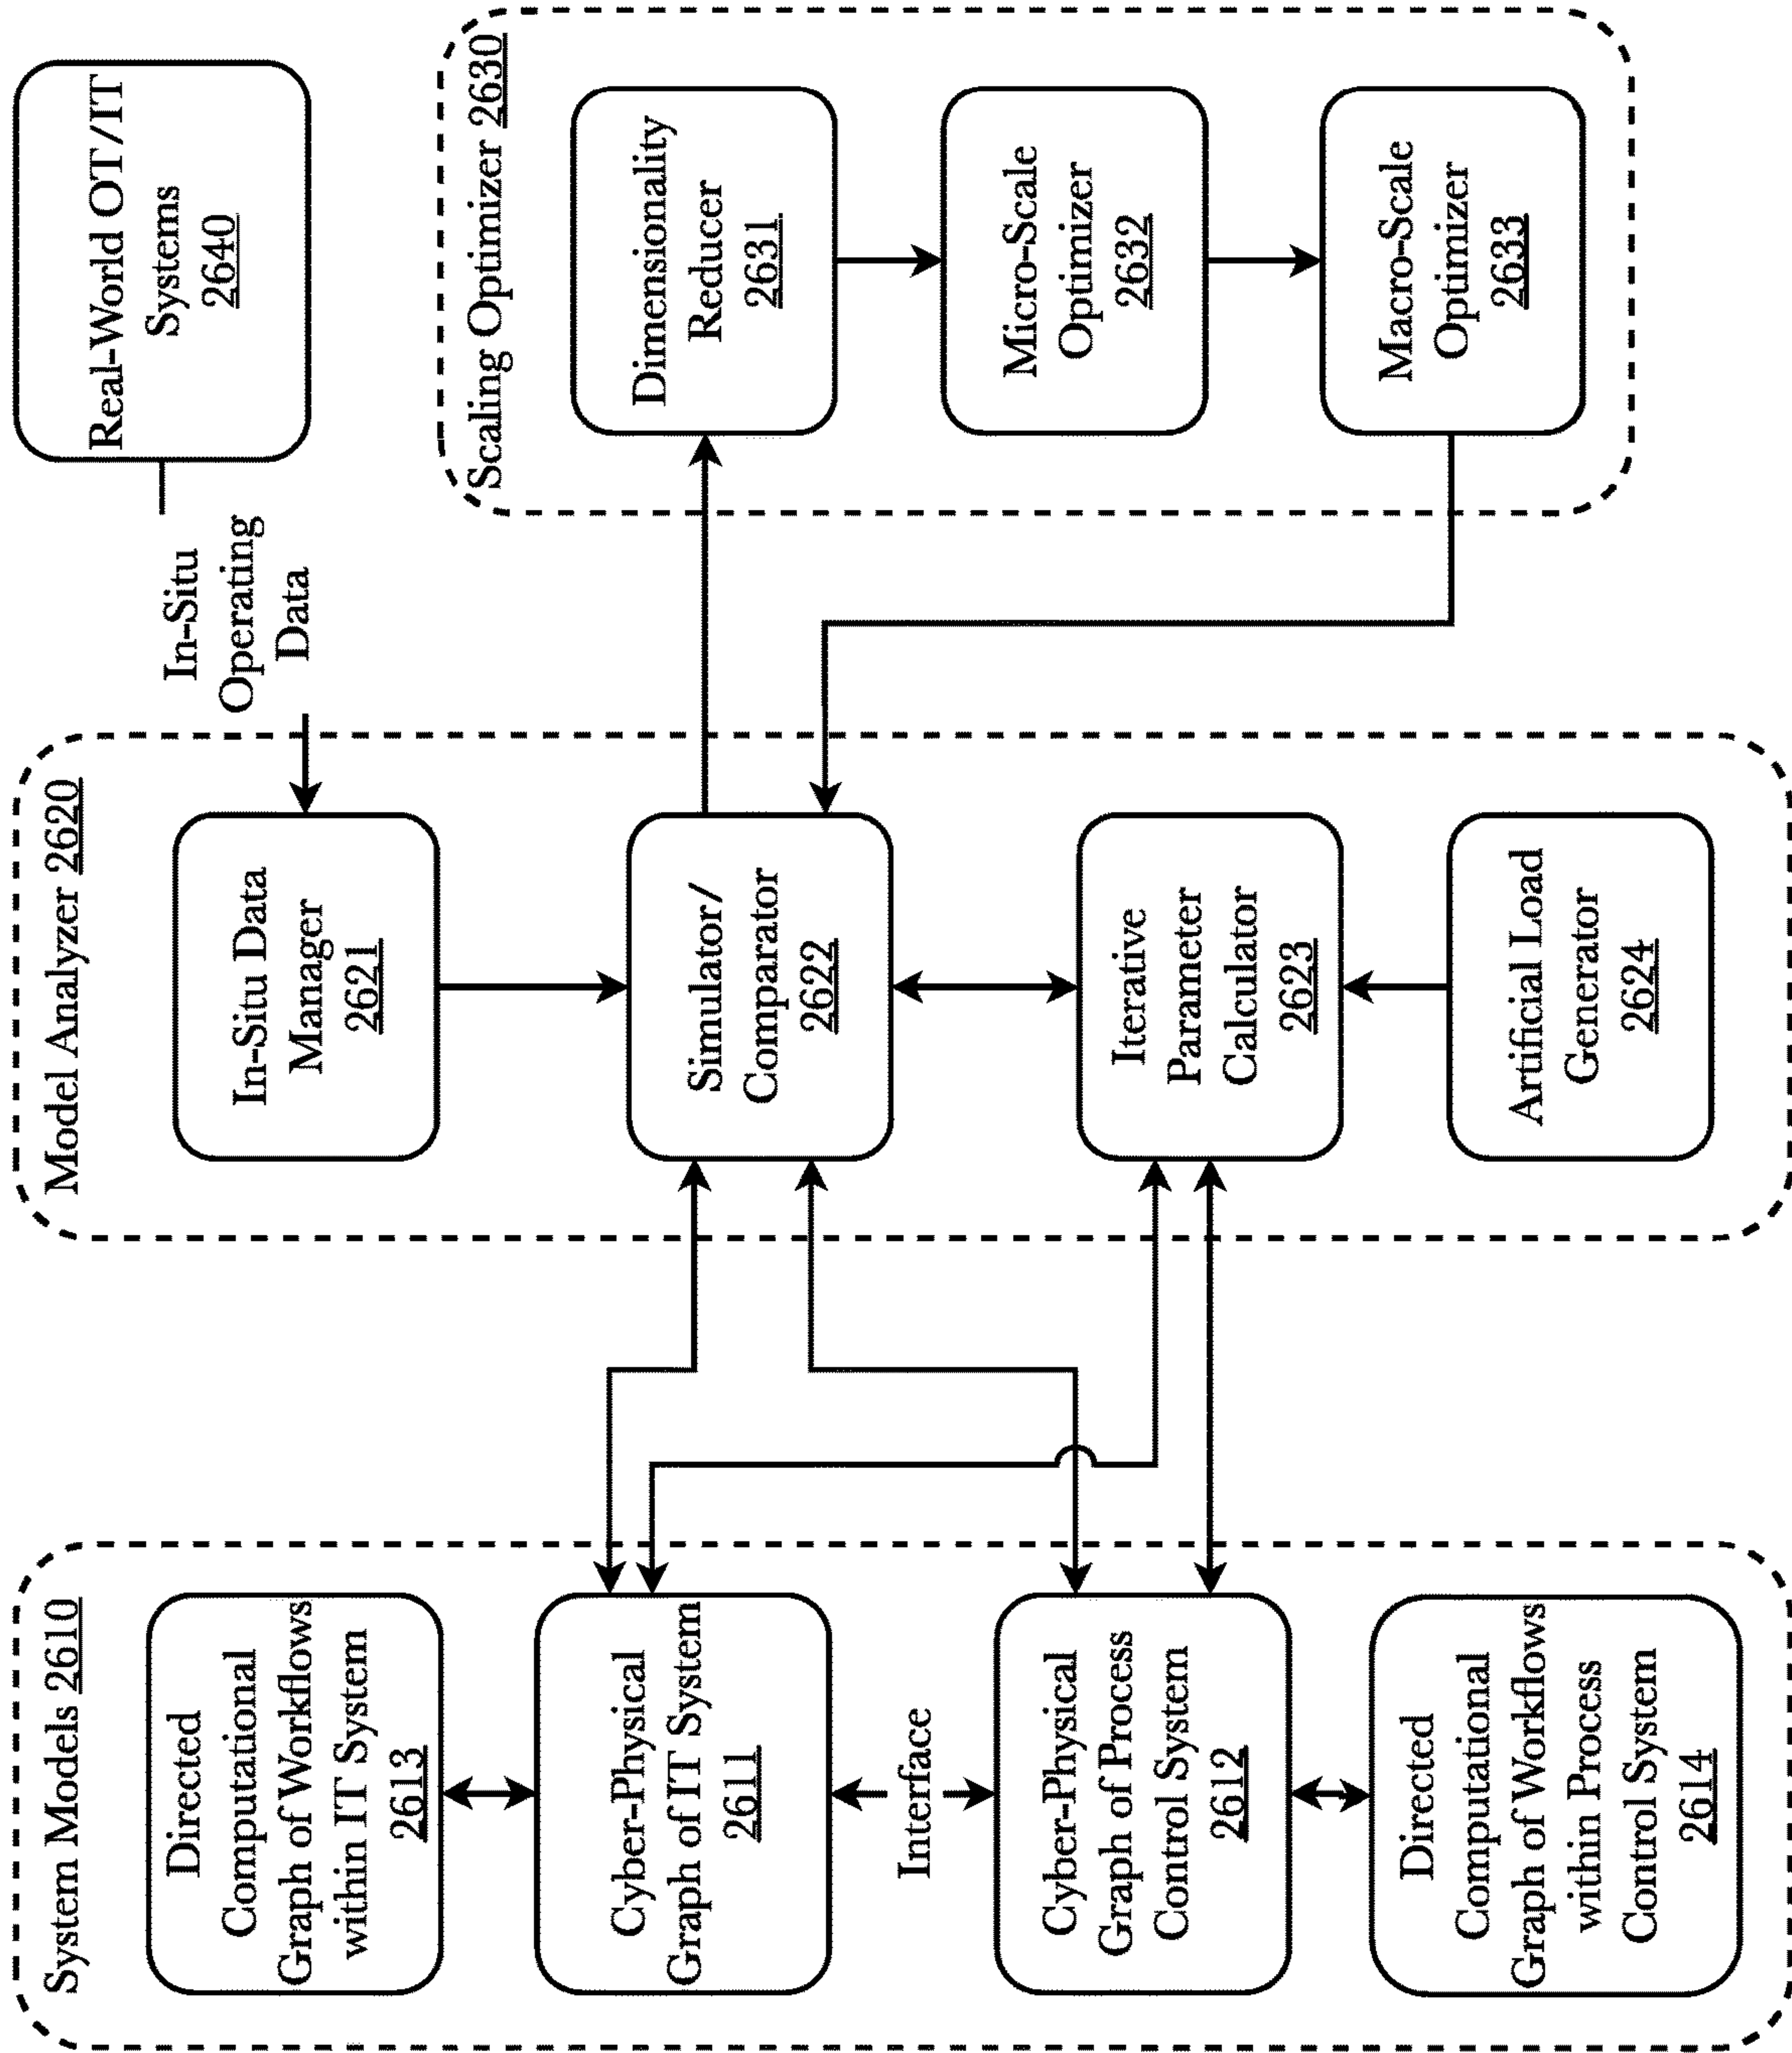 System Models 2610
Directed
Computational
Graph of Workflows
within IT System
2613
Cyber-Physical
Graph of IT System
2611
Interface
Cyber-Physical
Graph of Process
Control System
2612
Directed
Computational
Graph of Workflows
within Process
Control System
2614
Model Analyzer 2620
In-Situ Data
Manager
2621
Simulator/
Comparator
2622
Iterative
Parameter
Calculator
2623
Artificial Load
Generator
2624
In-Situ
Operating
Data
Real-World OT/IT
Systems
2640
Scaling Optimizer 2630
Dimensionality
Reducer
2631
Micro-Scale
Optimizer
2632
Macro-Scale
Optimizer
2633